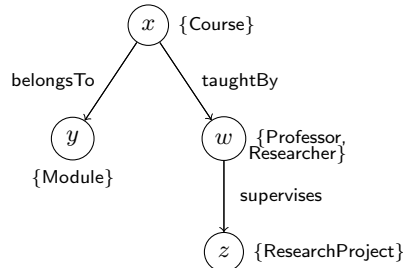 x {Course}
belongsTo taughtBy
y w {Professor,
Researcher}
{Module}
supervises
z {ResearchProject}